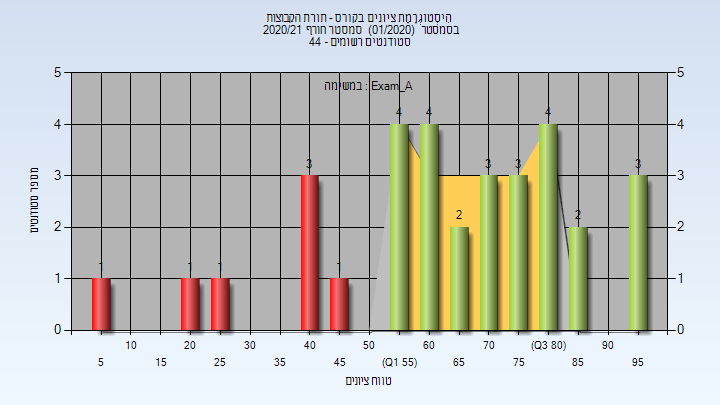 היסטוגרמת ציונים בקורס - תורת הקבוצות
בסמסטר (01/2020) סמסטר חורף 2020/21
סטודנטים רשומים - 44
במשימה : Exam_A
5 5
4 4
3 3
2 2
1 1
0 0
מספר סטודנטים
1 1 1 3 1 4 4 2 3 3 4 2 3
10 20 30 40 50 60 70 (Q3 80) 90
5 15 25 35 45 (Q1 55) 65 75 85 95
טווח ציונים